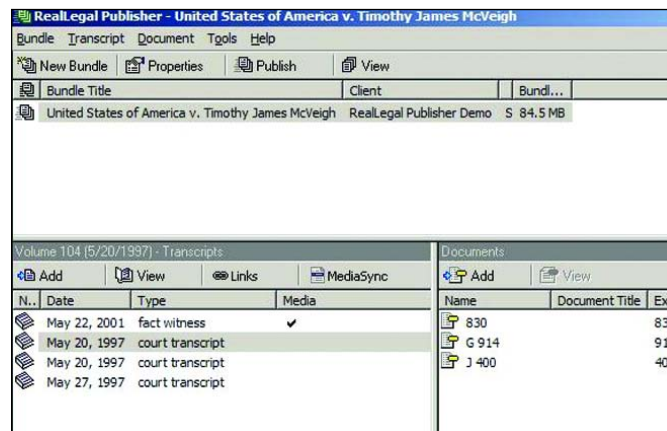 RealLegal Publisher - United States of America v. Timothy James McVeigh
Bundle Transcript Document Tools Help
New Bundle Properties Publish View
Bundle Title Client Bundl...
United States of America v. Timothy James McVeigh RealLegal Publisher Demo S 84.5 MB
Volume 104 (5/20/1997) - Transcripts Documents
Add View Links MediaSync Add View
N.. Date Type Media Name Document Title Ex
May 22, 2001 fact witness ✔ 830 83
May 20, 1997 court transcript G 914 91
May 20, 1997 court transcript J 400 40
May 27, 1997 court transcript